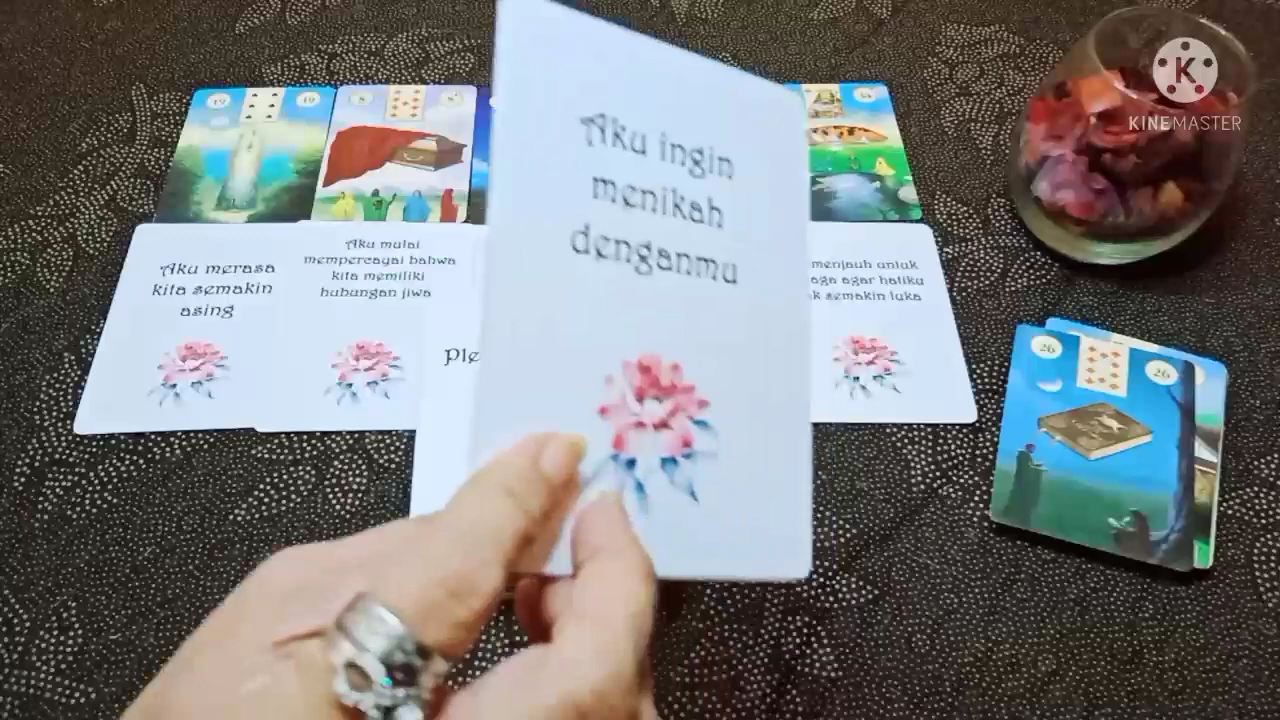 19 19
8 8
34
K
KINEMASTER
Aku ingin
menikah
denganmu
Aku merasa
kita semakin
asing
Aku mulai
mempercayai bahwa
kita memiliki
hubungan jiwa
menjauh untuk
agar hatiku
semakin luka
26 26